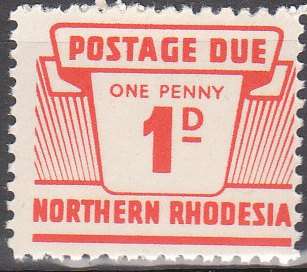 POSTAGE DUE
ONE PENNY
1D
NORTHERN RHODESIA